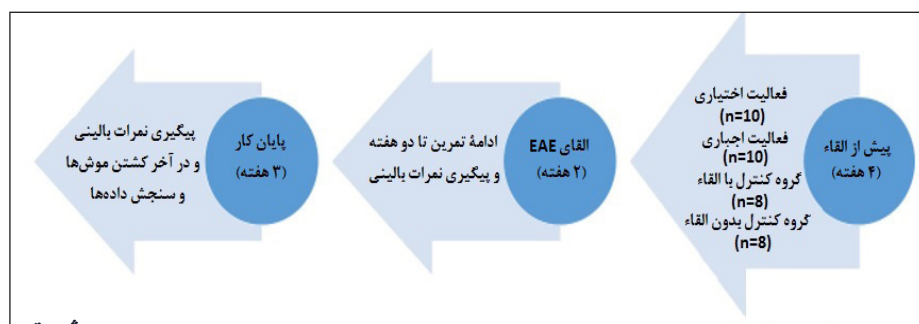 پیش از القاء
(۴ هفته)
فعالیت اختیاری
(n=10)
فعالیت اجباری
(n=10)
گروه کنترل با القاء
(n=8)
گروه کنترل بدون القاء
(n=8)
القای EAE
(۲ هفته)
ادامۀ تمرین تا دو هفته
و پیگیری نمرات بالینی
پایان کار
(۳ هفته)
پیگیری نمرات بالینی
و در آخر کشتن موش‌ها
و سنجش داده‌ها